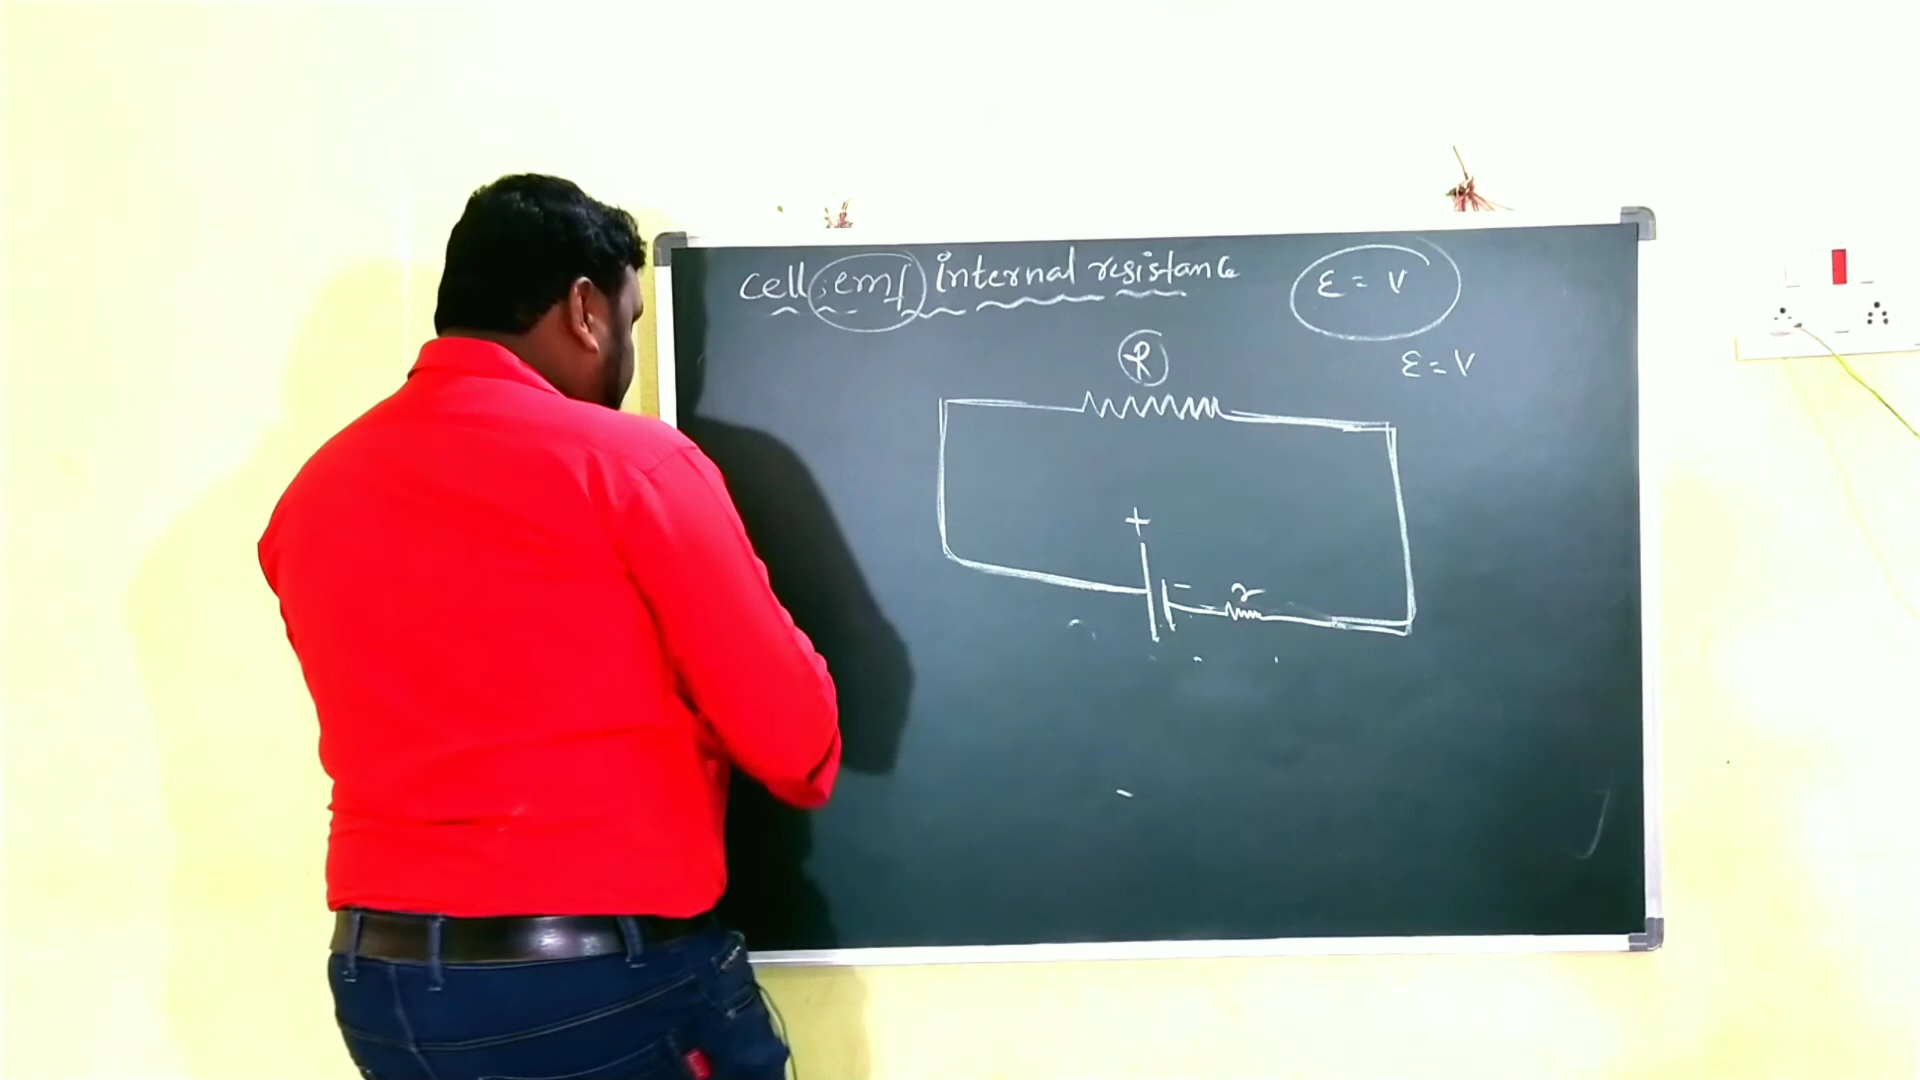 cell, emf internal resistance
ε = V
ε = V
R
+
-
r